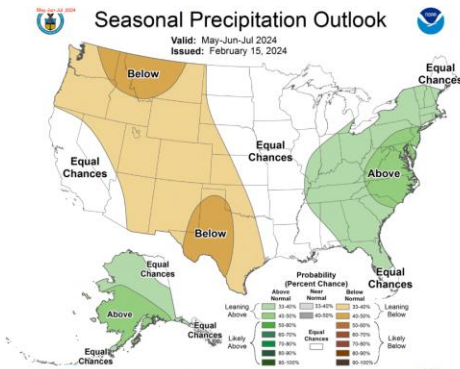 May-Jun-Jul 2024
Seasonal Precipitation Outlook
Valid: May-Jun-Jul 2024
Issued: February 15, 2024
Equal
Chances
Below
Equal
Chances
Equal
Chances
Above
Below
Equal
Chances
Equal
Chances
Above
Equal
Chances
Equal
Chances
Probability
(Percent Chance)
Above
Normal
Near
Normal
Below
Normal
Leaning
Above
33-40%
33-40%
33-40%
Leaning
Below
40-50%
40-50%
40-50%
50-60%
50-60%
Likely
Above
60-70%
Equal
Chances
60-70%
Likely
Below
70-80%
70-80%
80-90%
80-90%
90-100%
90-100%